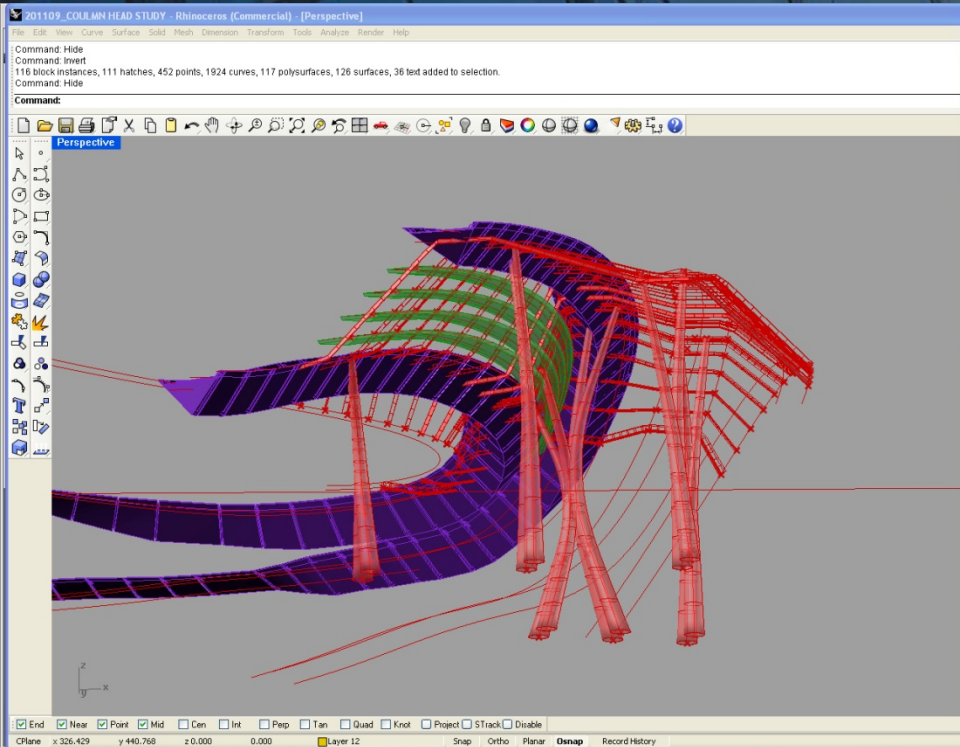 201109_COULMN HEAD STUDY - Rhinoceros (Commercial) - [Perspective]
File Edit View Curve Surface Solid Mesh Dimension Transform Tools Analyze Render Help
Command: Hide
Command: Invert
116 block instances, 111 hatches, 452 points, 1924 curves, 117 polysurfaces, 126 surfaces, 36 text added to selection.
Command: Hide
Command:
Perspective
z
y x
End Near Point Mid Cen Int Perp Tan Quad Knot Project STrack Disable
CPlane x 326.429 y 440.768 z 0.000 0.000 Layer 12 Snap Ortho Planar Osnap Record History